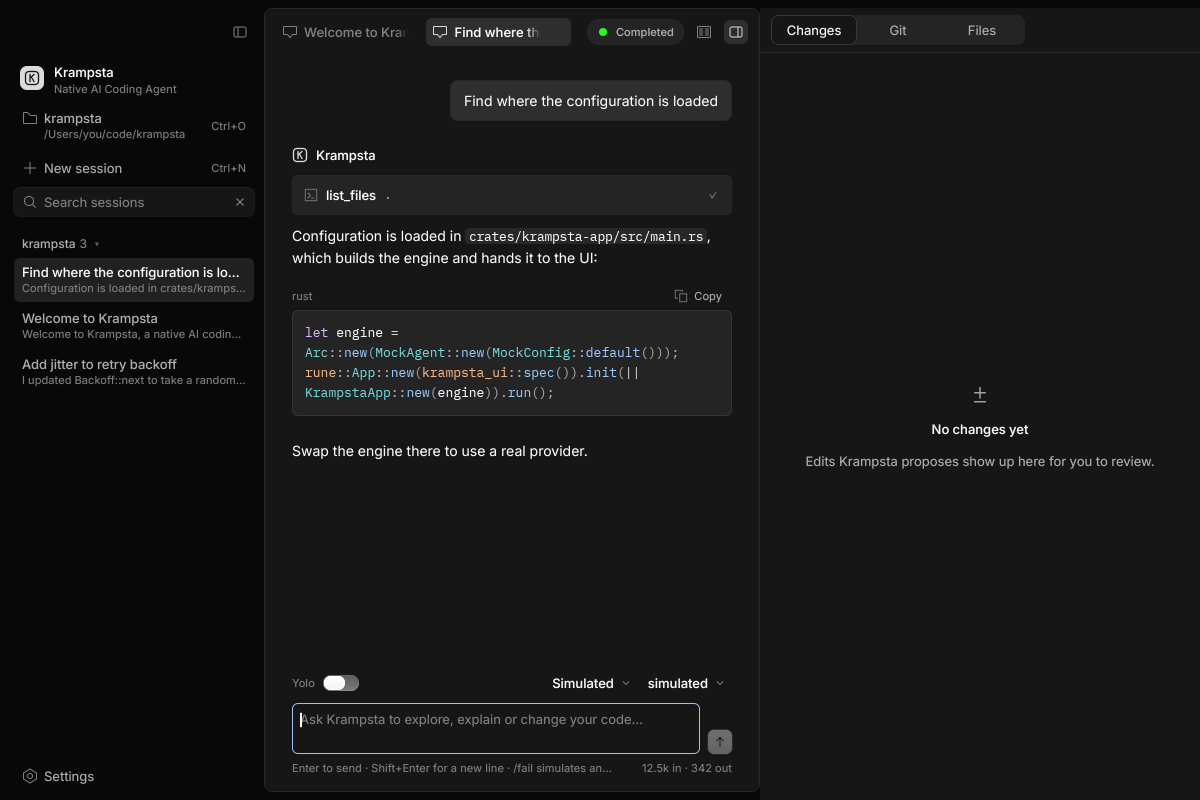 Krampsta
Native AI Coding Agent
krampsta
/Users/you/code/krampsta
Ctrl+O
New session
Ctrl+N
Search sessions
krampsta 3
Find where the configuration is lo...
Configuration is loaded in crates/kramps...
Welcome to Krampsta
Welcome to Krampsta, a native AI codin...
Add jitter to retry backoff
I updated Backoff::next to take a random...
Settings
Welcome to Krar
Find where th
Completed
Find where the configuration is loaded
Krampsta
list_files .
Configuration is loaded in crates/krampsta-app/src/main.rs,
which builds the engine and hands it to the UI:
rust
Copy
let engine =
Arc::new(MockAgent::new(MockConfig::default()));
rune::App::new(krampsta_ui::spec()).init(||
KrampstaApp::new(engine)).run();
Swap the engine there to use a real provider.
Yolo
Simulated
simulated
Ask Krampsta to explore, explain or change your code...
Enter to send · Shift+Enter for a new line · /fail simulates an...
12.5k in · 342 out
Changes
Git
Files
No changes yet
Edits Krampsta proposes show up here for you to review.